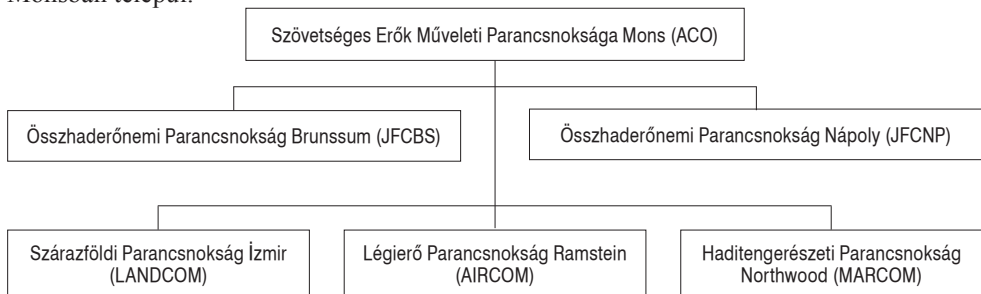 Monsban települ.
Szövetséges Erők Műveleti Parancsnoksága Mons (ACO)
Összhaderőnemi Parancsnokság Brunssum (JFCBS)
Összhaderőnemi Parancsnokság Nápoly (JFCNP)
Szárazföldi Parancsnokság İzmir
(LANDCOM)
Légierő Parancsnokság Ramstein
(AIRCOM)
Haditengerészeti Parancsnokság
Northwood (MARCOM)